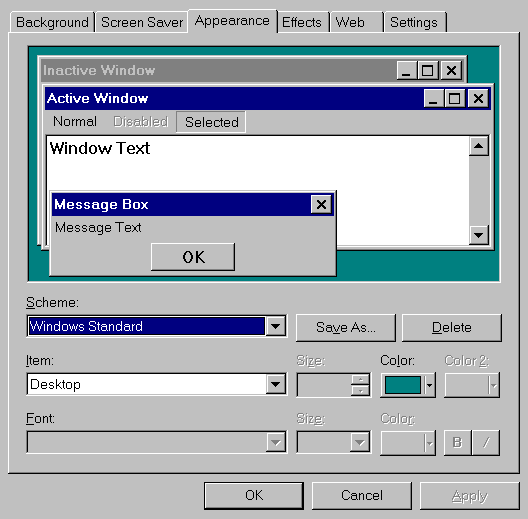 Background Screen Saver Appearance Effects Web Settings
Inactive Window
Active Window
Normal Disabled Selected
Window Text
Message Box
Message Text
OK
Scheme:
Windows Standard Save As... Delete
Item: Size: Color: Color 2:
Desktop
Font: Size: Color:
B /
OK Cancel Apply